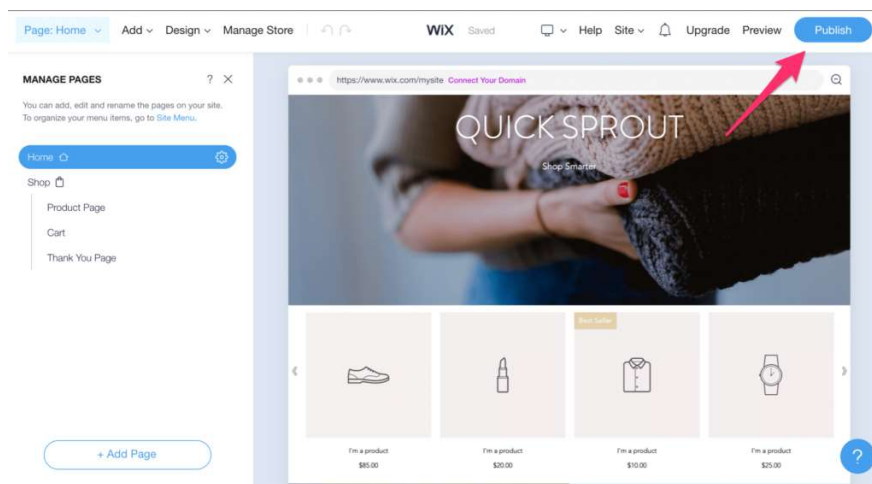 Page: Home Add Design Manage Store WiX Saved Help Site Upgrade Preview Publish
MANAGE PAGES ?
You can add, edit and rename the pages on your site.
To organize your menu items, go to Site Menu.
Home
Shop
Product Page
Cart
Thank You Page
+ Add Page
https://www.wix.com/mysite Connect Your Domain
QUICK SPROUT
Shop Smarter
Best Seller
I'm a product I'm a product I'm a product I'm a product
$85.00 $20.00 $10.00 $25.00
?